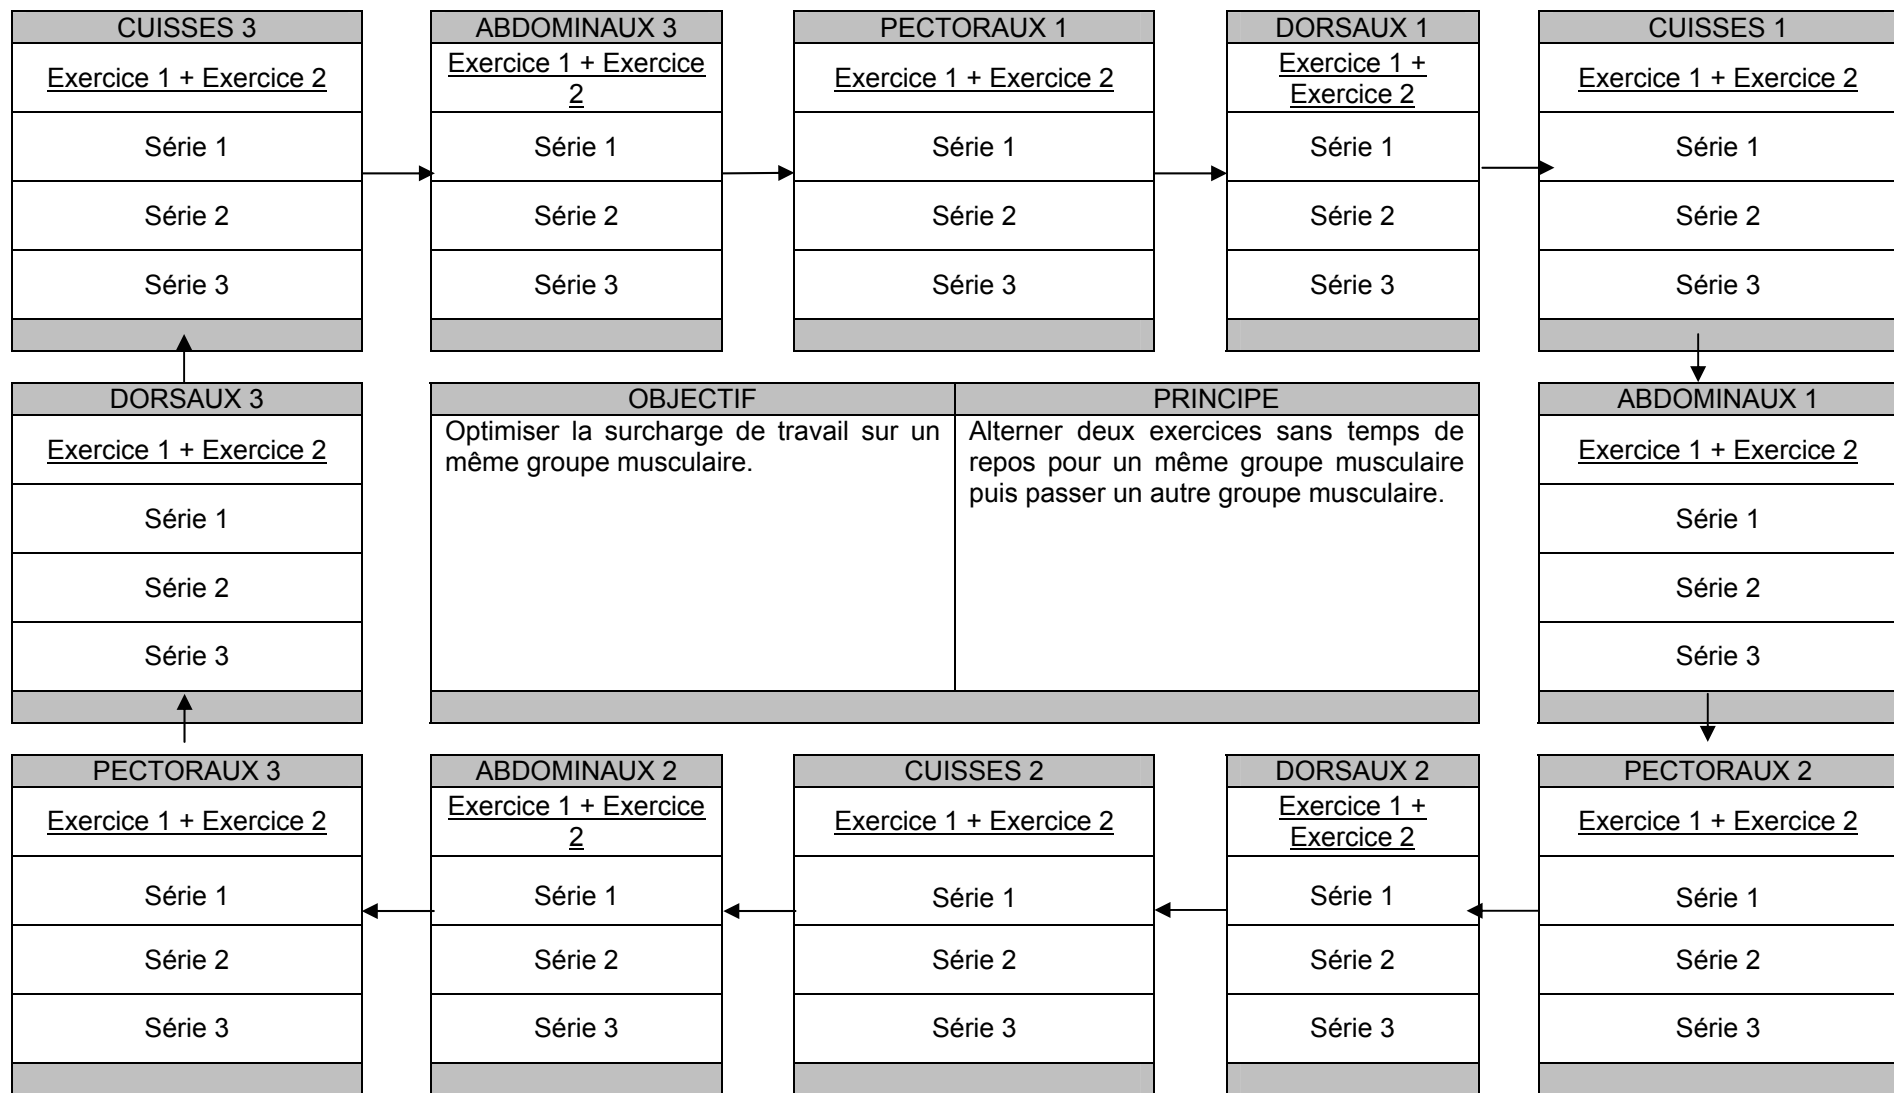 CUISSES 3
Exercice 1 + Exercice 2
Série 1
Série 2
Série 3
ABDOMINAUX 3
Exercice 1 + Exercice
2
Série 1
Série 2
Série 3
PECTORAUX 1
Exercice 1 + Exercice 2
Série 1
Série 2
Série 3
DORSAUX 1
Exercice 1 +
Exercice 2
Série 1
Série 2
Série 3
CUISSES 1
Exercice 1 + Exercice 2
Série 1
Série 2
Série 3
DORSAUX 3
Exercice 1 + Exercice 2
Série 1
Série 2
Série 3
OBJECTIF
Optimiser la surcharge de travail sur un
même groupe musculaire.
PRINCIPE
Alterner deux exercices sans temps de
repos pour un même groupe musculaire
puis passer un autre groupe musculaire.
ABDOMINAUX 1
Exercice 1 + Exercice 2
Série 1
Série 2
Série 3
PECTORAUX 3
Exercice 1 + Exercice 2
Série 1
Série 2
Série 3
ABDOMINAUX 2
Exercice 1 + Exercice
2
Série 1
Série 2
Série 3
CUISSES 2
Exercice 1 + Exercice 2
Série 1
Série 2
Série 3
DORSAUX 2
Exercice 1 +
Exercice 2
Série 1
Série 2
Série 3
PECTORAUX 2
Exercice 1 + Exercice 2
Série 1
Série 2
Série 3